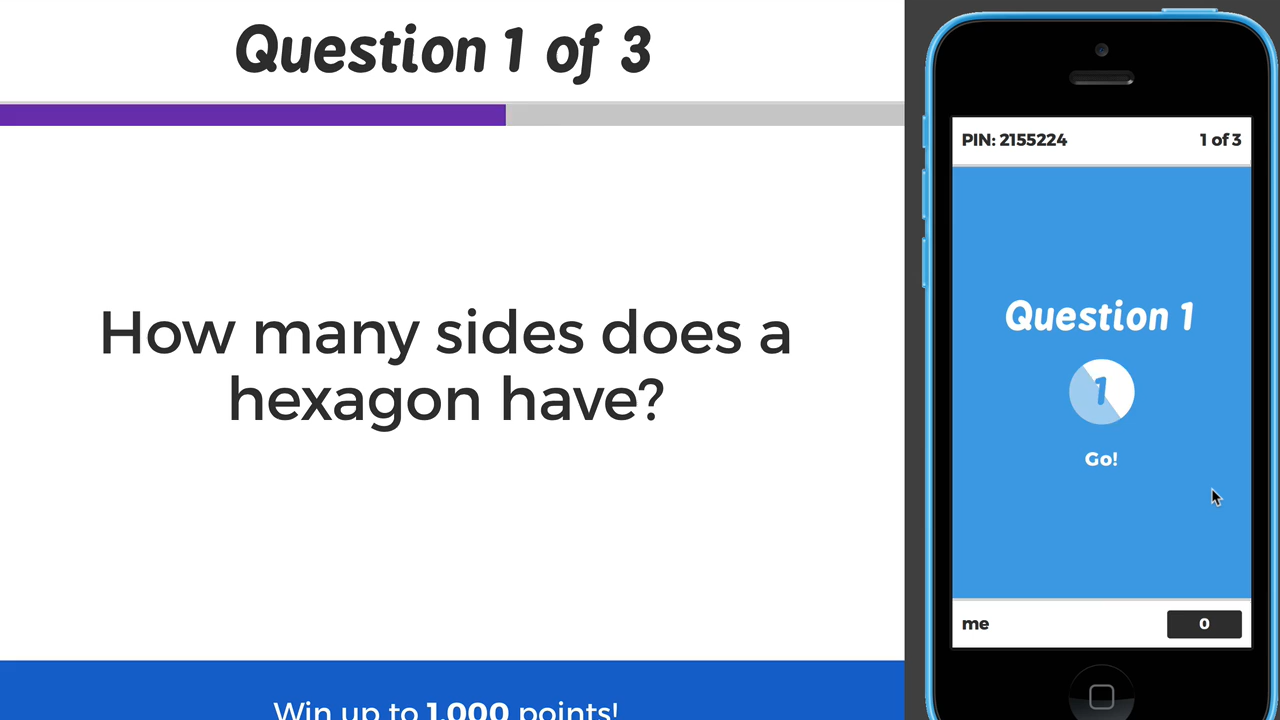 Question 1 of 3
How many sides does a
hexagon have?
Win up to 1,000 points!
PIN: 2155224
1 of 3
Question 1
1
Go!
me
0